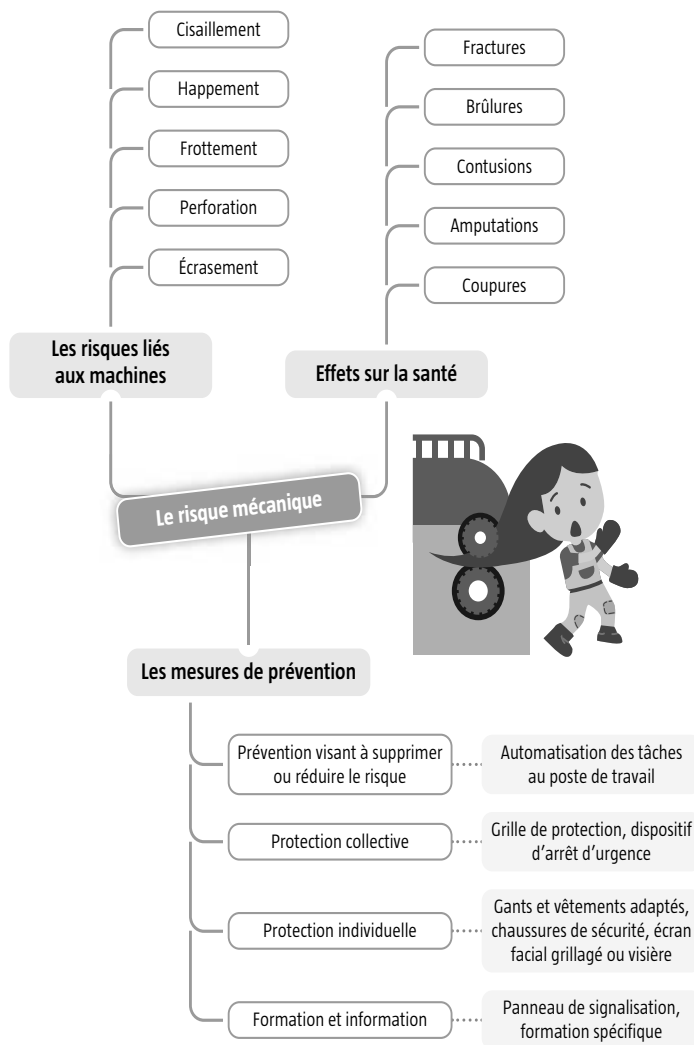 Cisaillement
Happement
Frottement
Perforation
Écrasement
Les risques liés
aux machines
Fractures
Brûlures
Contusions
Amputations
Coupures
Effets sur la santé
Le risque mécanique
Les mesures de prévention
Prévention visant à supprimer
ou réduire le risque
Automatisation des tâches
au poste de travail
Protection collective
Grille de protection, dispositif
d’arrêt d’urgence
Protection individuelle
Gants et vêtements adaptés,
chaussures de sécurité, écran
facial grillagé ou visière
Formation et information
Panneau de signalisation,
formation spécifique